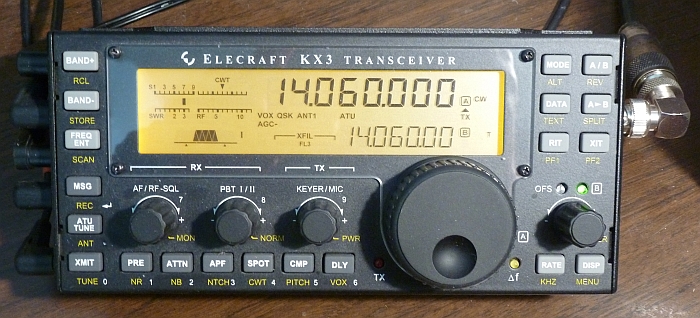 ELECRAFT KX3 TRANSCEIVER
BAND+
RCL
BAND-
STORE
FREQ ENT
SCAN
MSG
REC
ATU TUNE
ANT
XMIT
TUNE 0
S1 3 5 7 9
CWT
SWR 2 3 RF 5 10
14.060.000
A CW
TX
VOX QSK ANT1 ATU
AGC-
XFIL
FL3
I
14.060.00
B T
MODE
ALT
A / B
REV
DATA
TEXT
A▸B
SPLIT
RIT
PF1
XIT
PF2
RX
TX
AF/RF-SQL
7
MON
PBT I/II
8
NORM
KEYER/MIC
9
PWR
OFS
B
A
PRE
NR 1
ATTN
NB 2
APF
NTCH 3
SPOT
CWT 4
CMP
PITCH 5
DLY
VOX 6
TX
Δf
RATE
KHZ
DISP
MENU